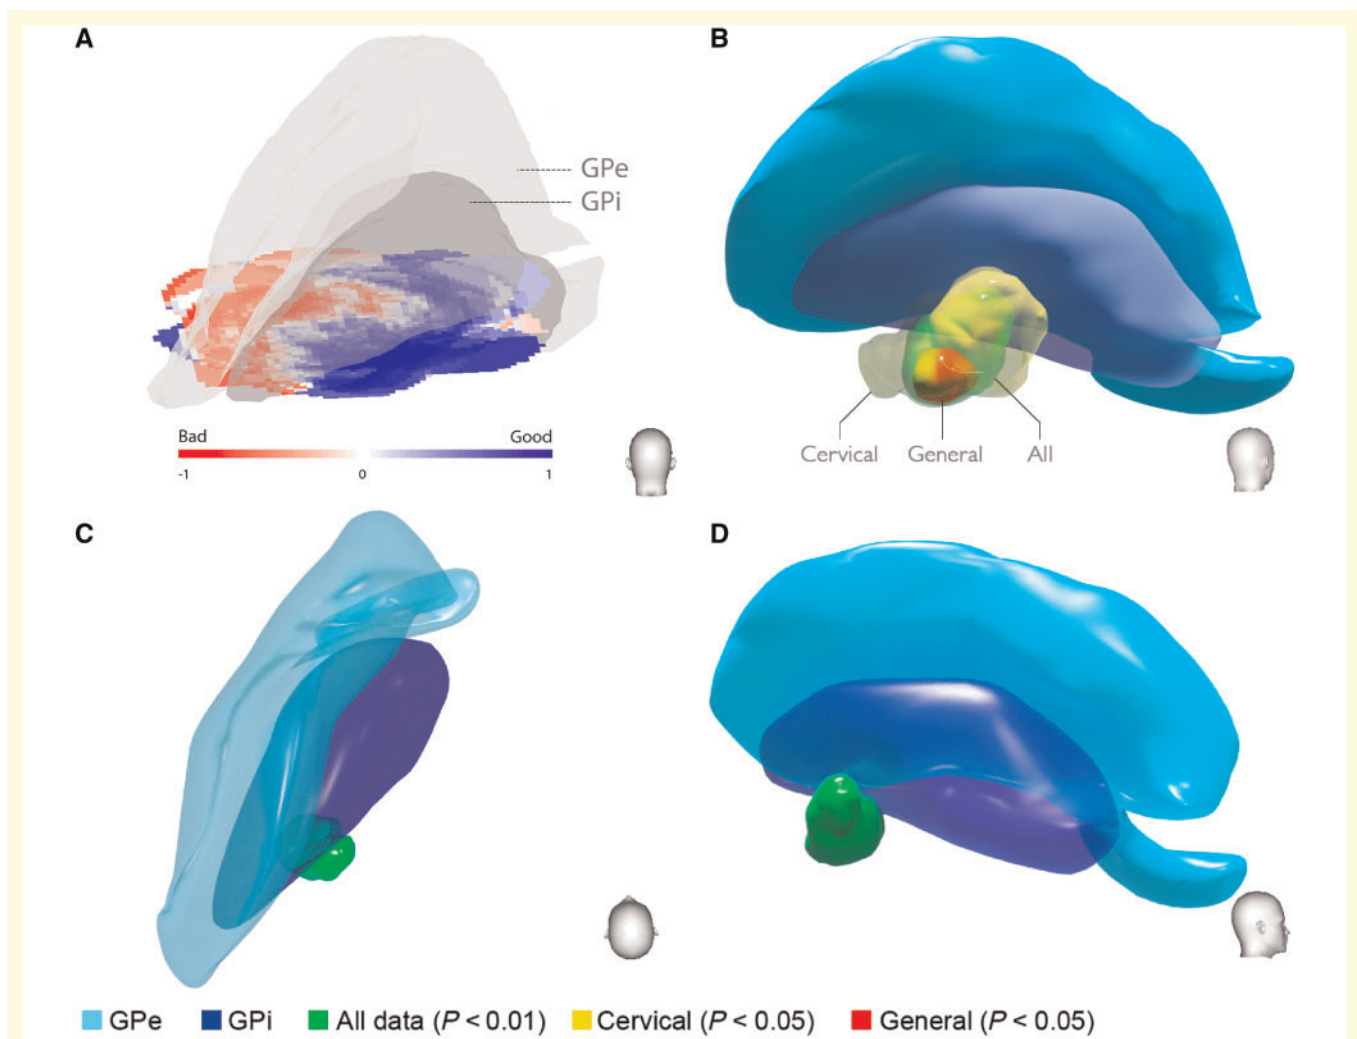 A
B
GPe
GPi
Bad
Good
-1
0
1
Cervical
General
All
C
D
GPe
GPi
All data (P < 0.01)
Cervical (P < 0.05)
General (P < 0.05)